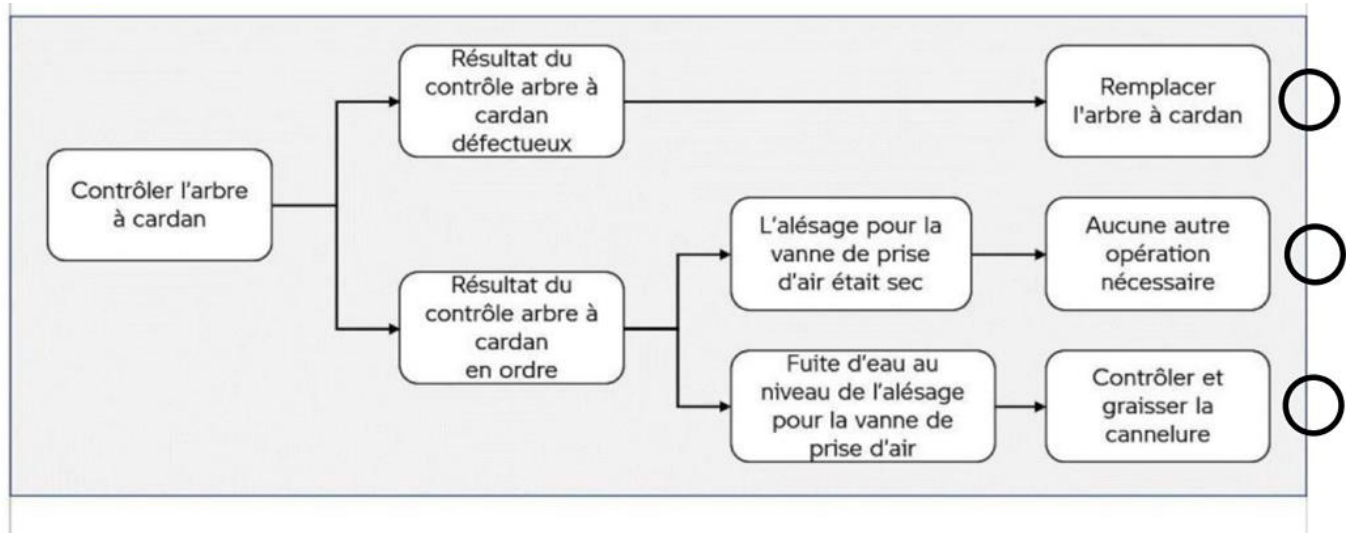 Contrôler l'arbre
à cardan
Résultat du
contrôle arbre à
cardan
défectueux
Remplacer
l'arbre à cardan
Résultat du
contrôle arbre à
cardan
en ordre
L'alésage pour la
vanne de prise
d'air était sec
Aucune autre
opération
nécessaire
Fuite d'eau au
niveau de l'alésage
pour la vanne de
prise d'air
Contrôler et
graisser la
cannelure